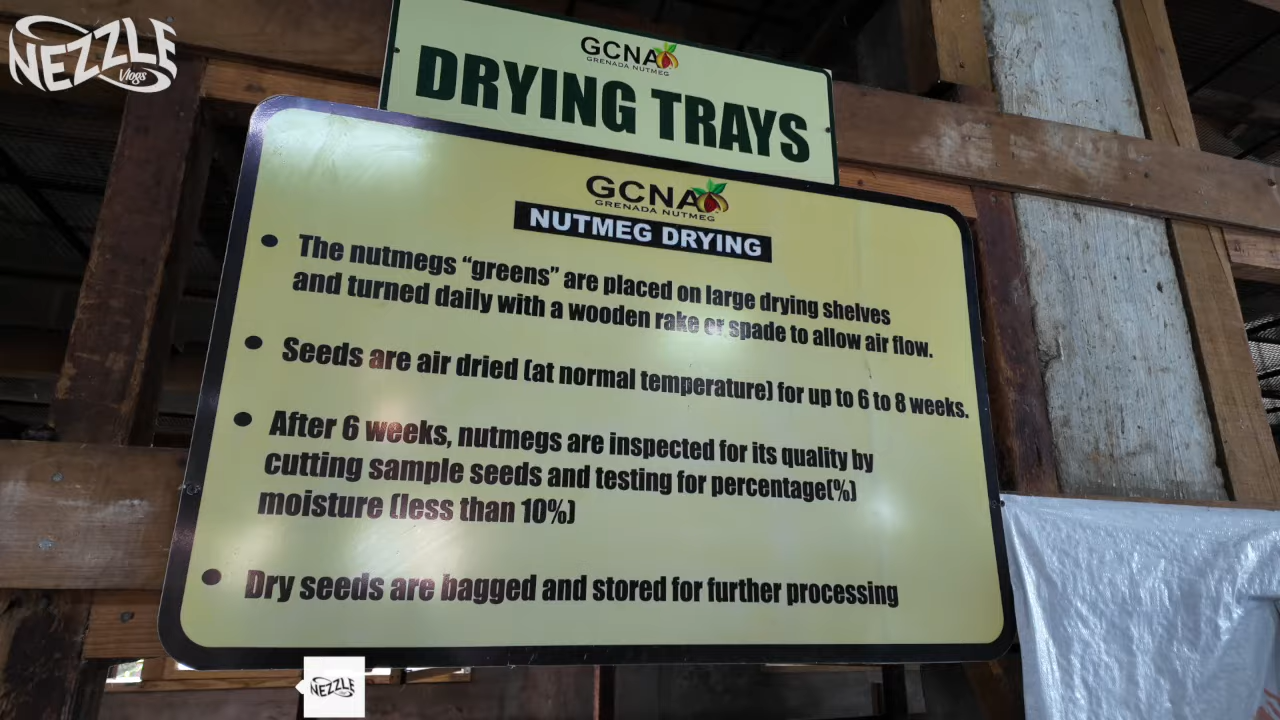 NEZZLE
Vlogs
GCNA
GRENADA NUTMEG
DRYING TRAYS
GCNA
GRENADA NUTMEG
NUTMEG DRYING
• The nutmegs “greens” are placed on large drying shelves
and turned daily with a wooden rake or spade to allow air flow.
• Seeds are air dried (at normal temperature) for up to 6 to 8 weeks.
• After 6 weeks, nutmegs are inspected for its quality by
cutting sample seeds and testing for percentage(%)
moisture (less than 10%)
• Dry seeds are bagged and stored for further processing
NEZZLE